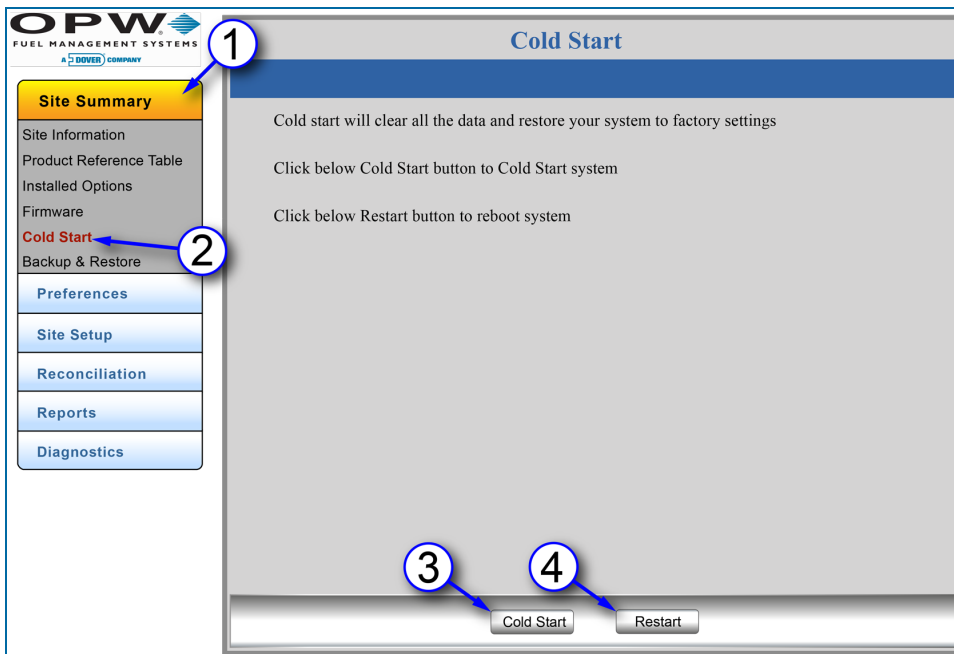 OPW
FUEL MANAGEMENT SYSTEMS
A DOVER COMPANY
1
Cold Start
Site Summary
Site Information
Product Reference Table
Installed Options
Firmware
Cold Start
2
Backup & Restore
Preferences
Site Setup
Reconciliation
Reports
Diagnostics
Cold start will clear all the data and restore your system to factory settings
Click below Cold Start button to Cold Start system
Click below Restart button to reboot system
3
4
Cold Start
Restart